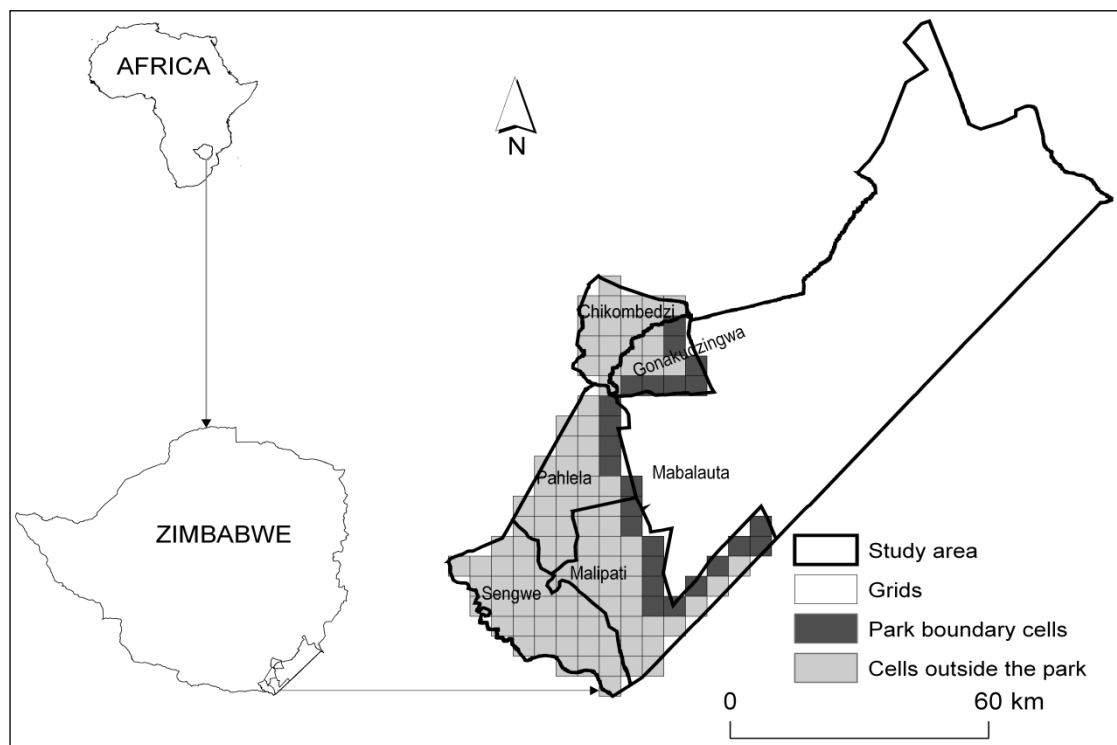 AFRICA
N
ZIMBABWE
Chikombedzi
Gonakudzingwa
Pahlela
Mabalauta
Malipati
Sengwe
Study area
Grids
Park boundary cells
Cells outside the park
0 60 km